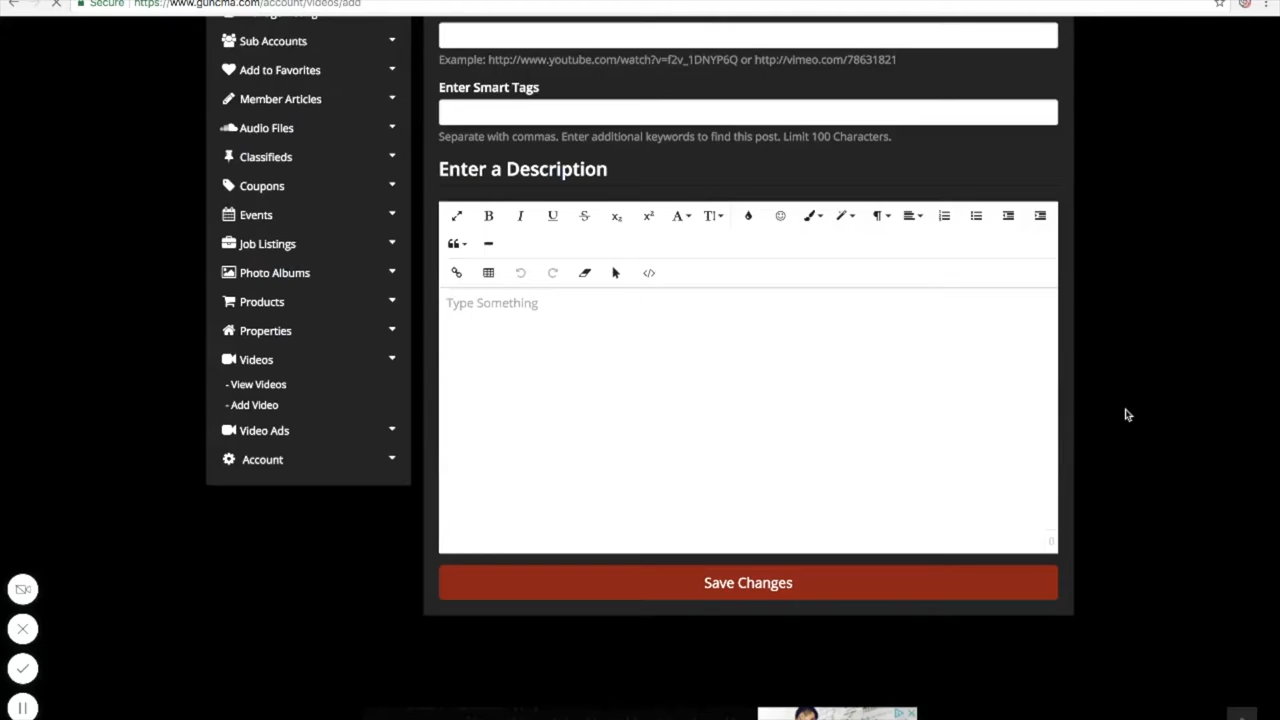 Secure https://www.guncma.com/account/videos/add
Sub Accounts
Add to Favorites
Member Articles
Audio Files
Classifieds
Coupons
Events
Job Listings
Photo Albums
Products
Properties
Videos
- View Videos
- Add Video
Video Ads
Account
Example: http://www.youtube.com/watch?v=f2v_1DNYP6Q or http://vimeo.com/78631821
Enter Smart Tags
Separate with commas. Enter additional keywords to find this post. Limit 100 Characters.
Enter a Description
Type Something
0
Save Changes